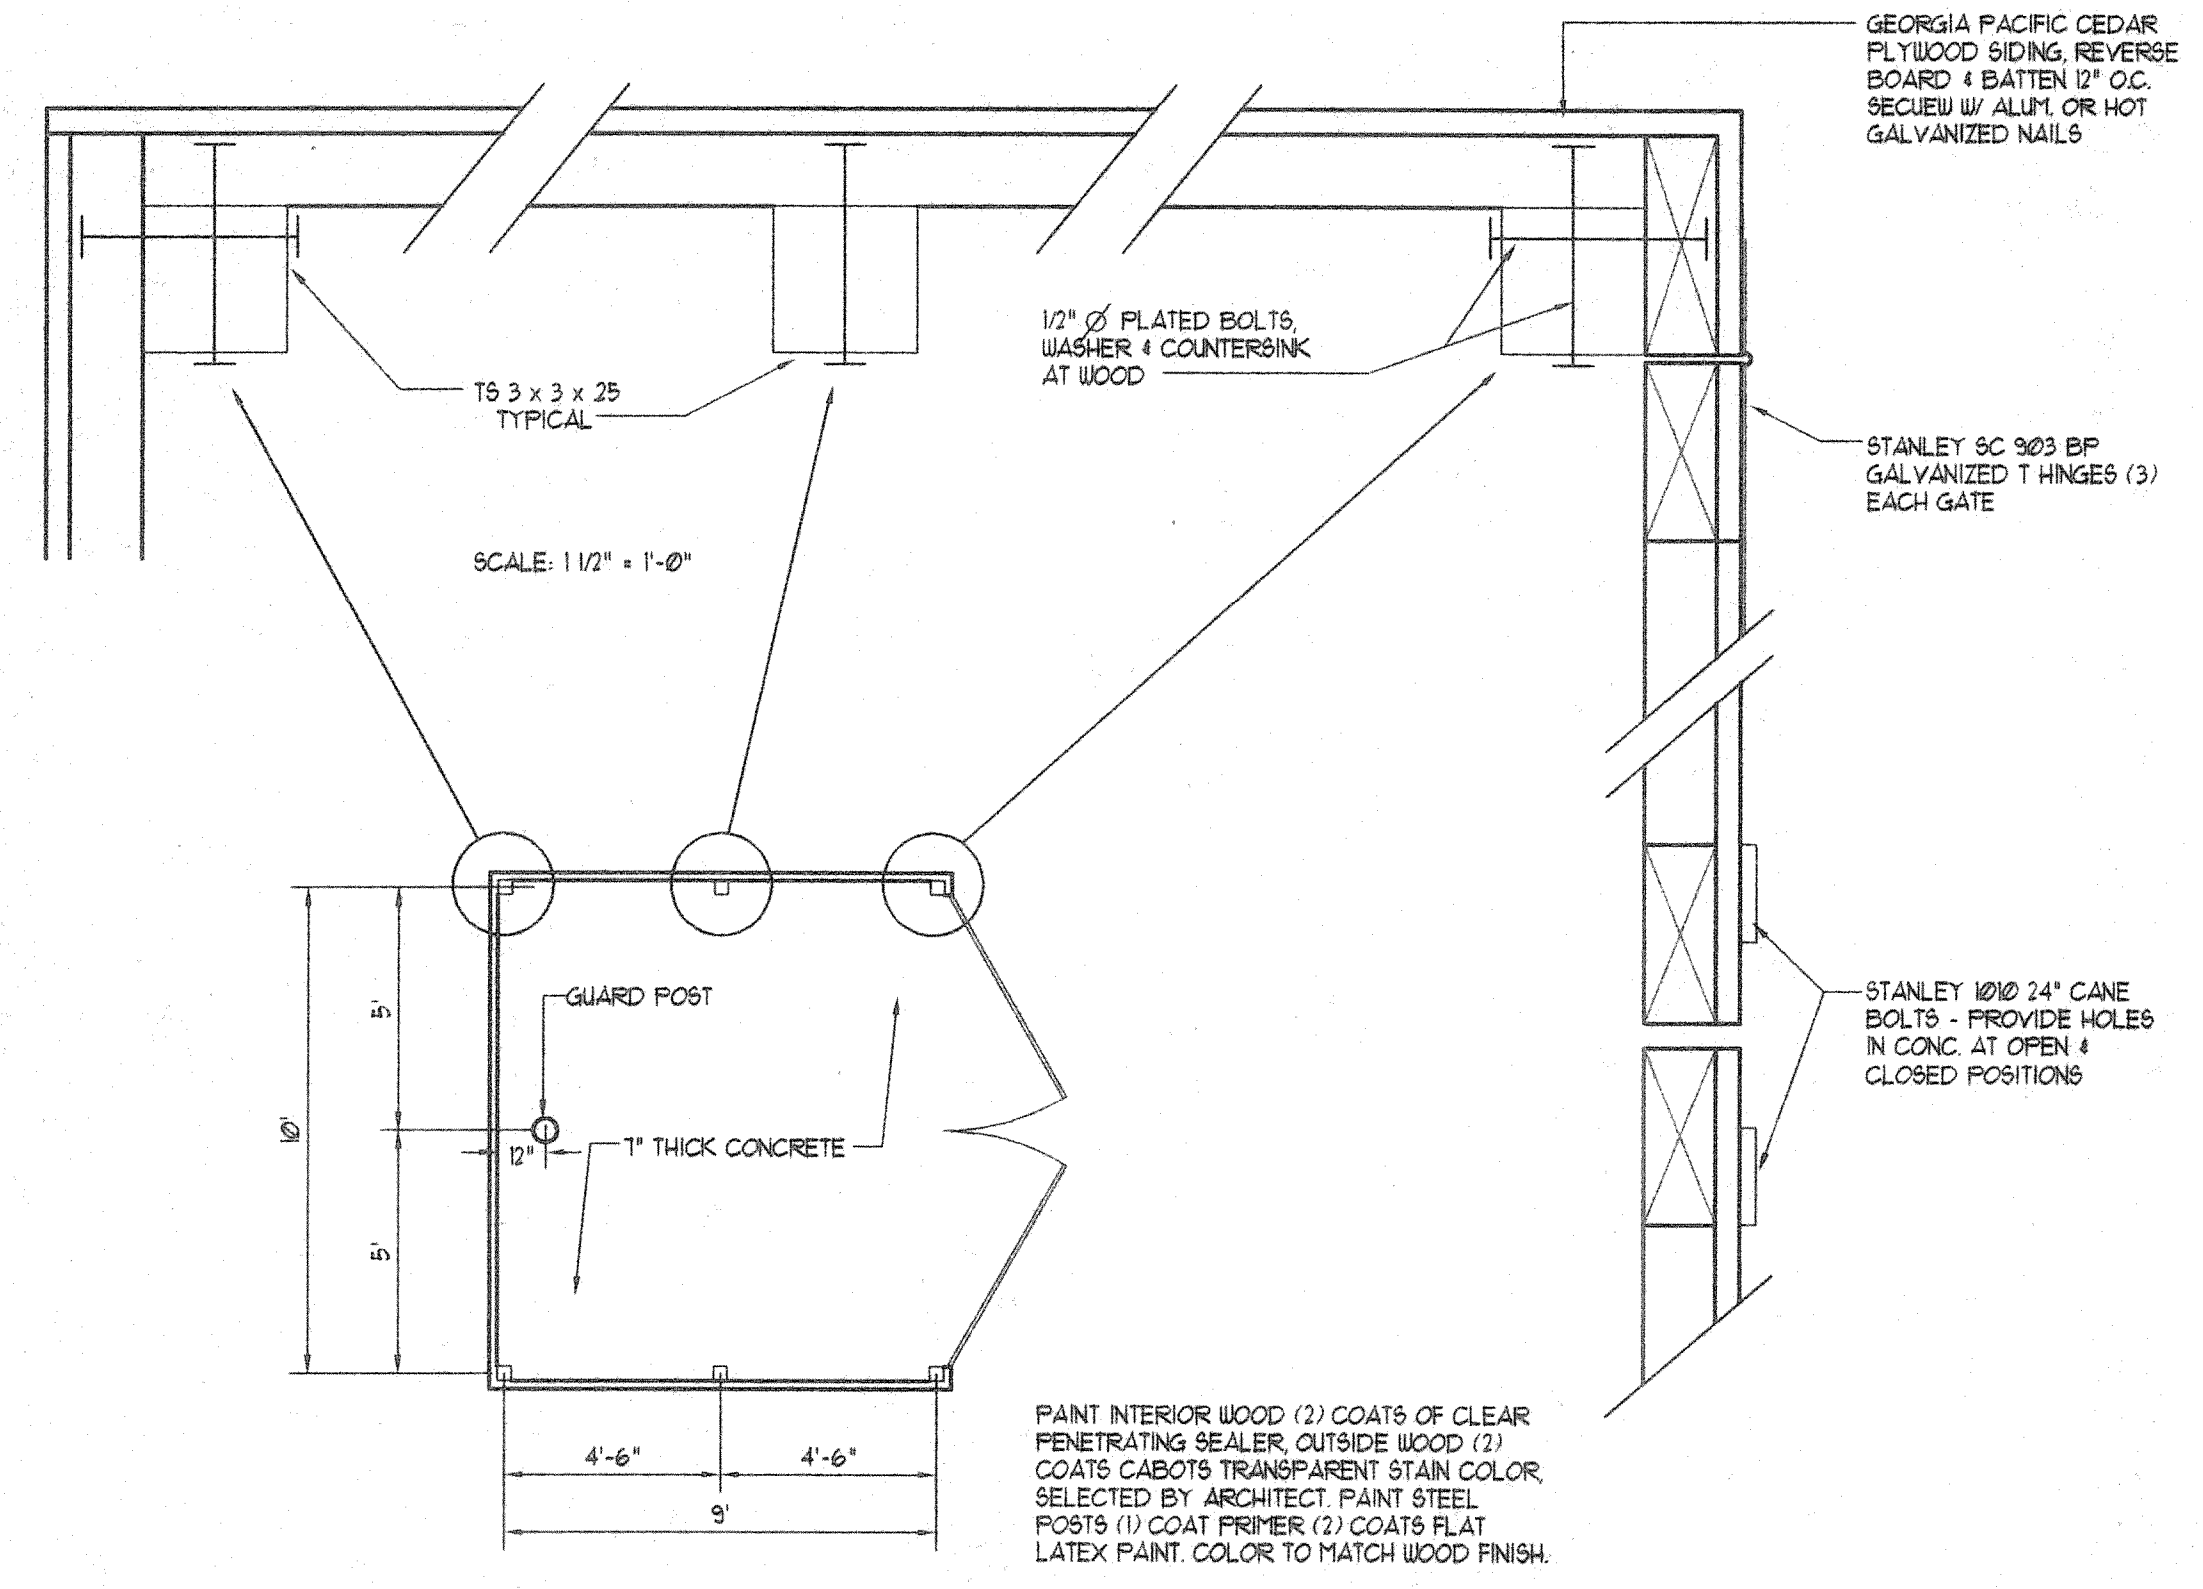 GEORGIA PACIFIC CEDAR
PLYWOOD SIDING, REVERSE
BOARD & BATTEN 12" O.C.
SECUEW W/ ALUM. OR HOT
GALVANIZED NAILS
1/2" Ø PLATED BOLTS,
WASHER & COUNTERSINK
AT WOOD
TS 3 x 3 x 25
TYPICAL
STANLEY SC 903 BP
GALVANIZED T HINGES (3)
EACH GATE
SCALE: 1 1/2" = 1'-0"
GUARD POST
5'
10'
12"
7" THICK CONCRETE
5'
STANLEY 1010 24" CANE
BOLTS - PROVIDE HOLES
IN CONC. AT OPEN &
CLOSED POSITIONS
4'-6"
4'-6"
9'
PAINT INTERIOR WOOD (2) COATS OF CLEAR
PENETRATING SEALER, OUTSIDE WOOD (2)
COATS CABOTS TRANSPARENT STAIN COLOR,
SELECTED BY ARCHITECT. PAINT STEEL
POSTS (1) COAT PRIMER (2) COATS FLAT
LATEX PAINT. COLOR TO MATCH WOOD FINISH.